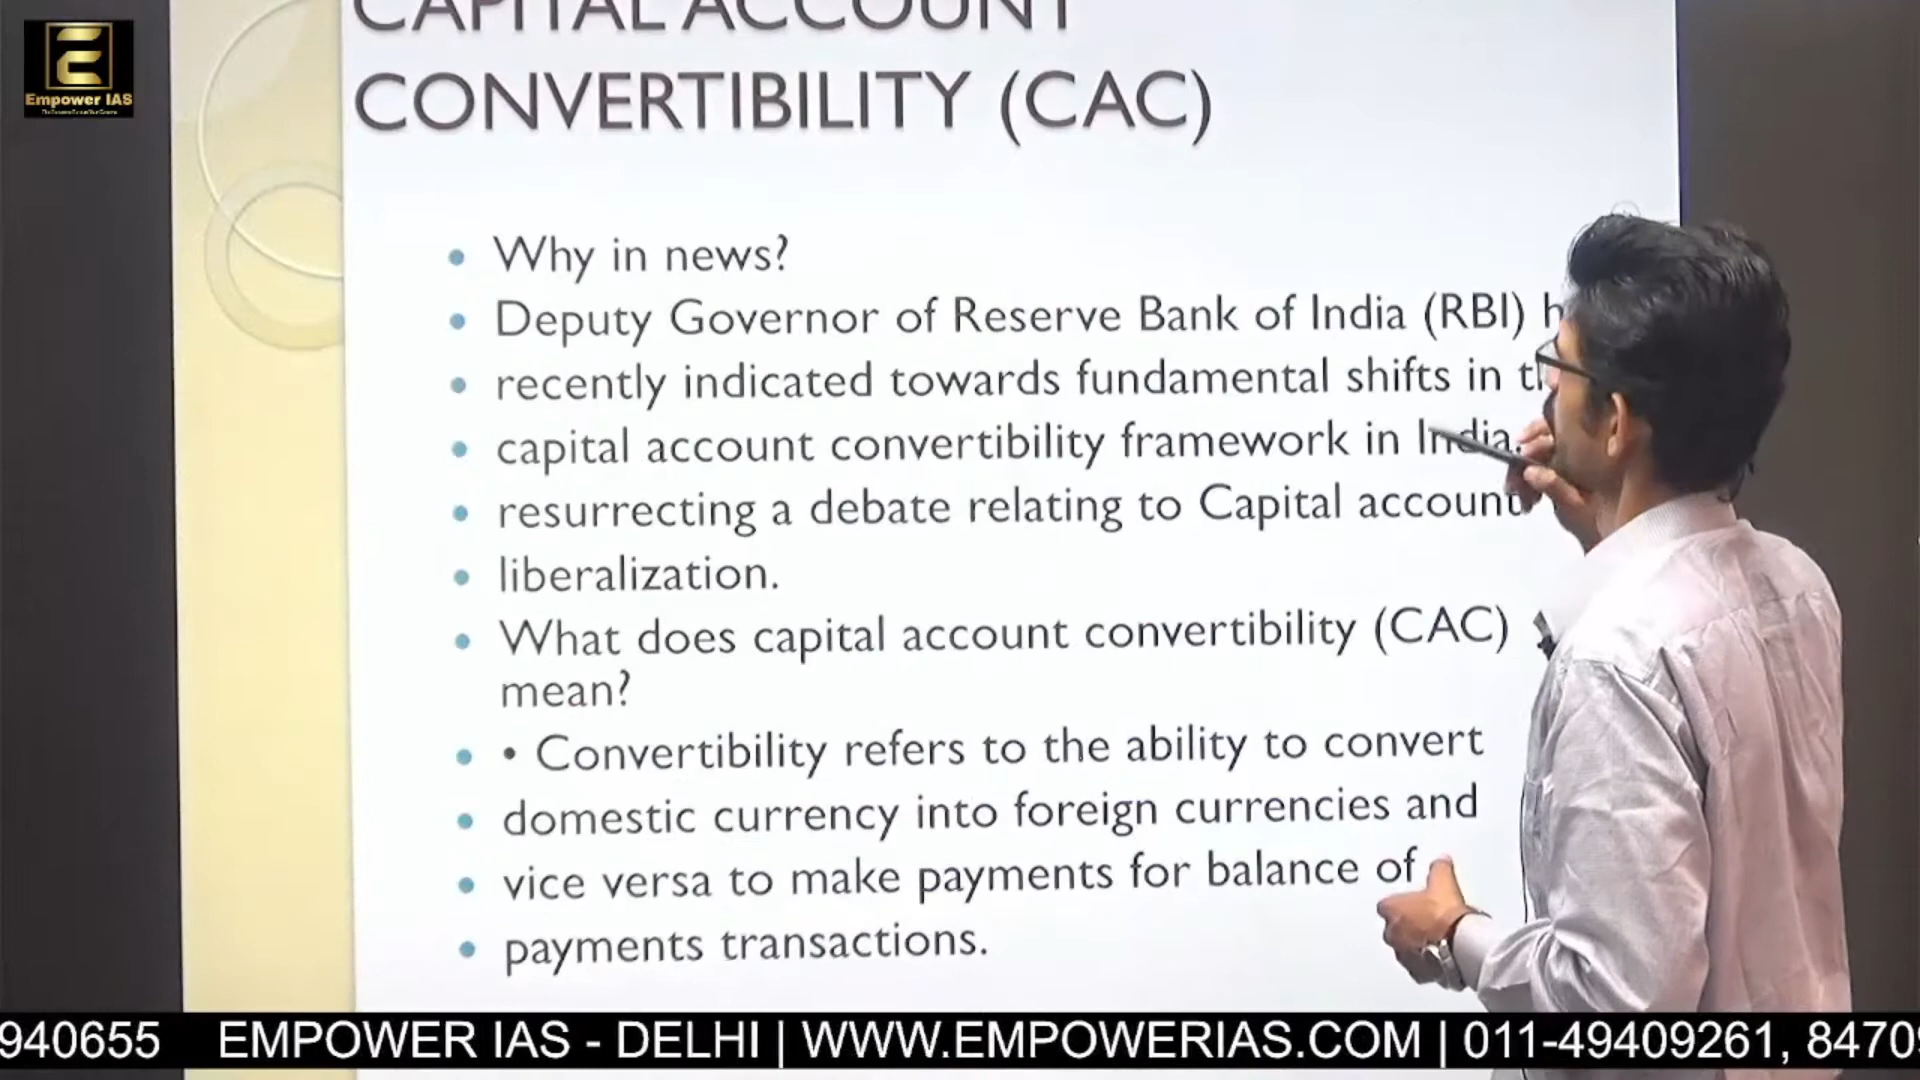 Empower IAS
CAPITAL ACCOUNT
CONVERTIBILITY (CAC)
• Why in news?
• Deputy Governor of Reserve Bank of India (RBI)
• recently indicated towards fundamental shifts in
• capital account convertibility framework in India,
• resurrecting a debate relating to Capital account
• liberalization.
• What does capital account convertibility (CAC)
mean?
• • Convertibility refers to the ability to convert
• domestic currency into foreign currencies and
• vice versa to make payments for balance of
• payments transactions.
940655 EMPOWER IAS - DELHI | WWW.EMPOWERIAS.COM | 011-49409261, 8470